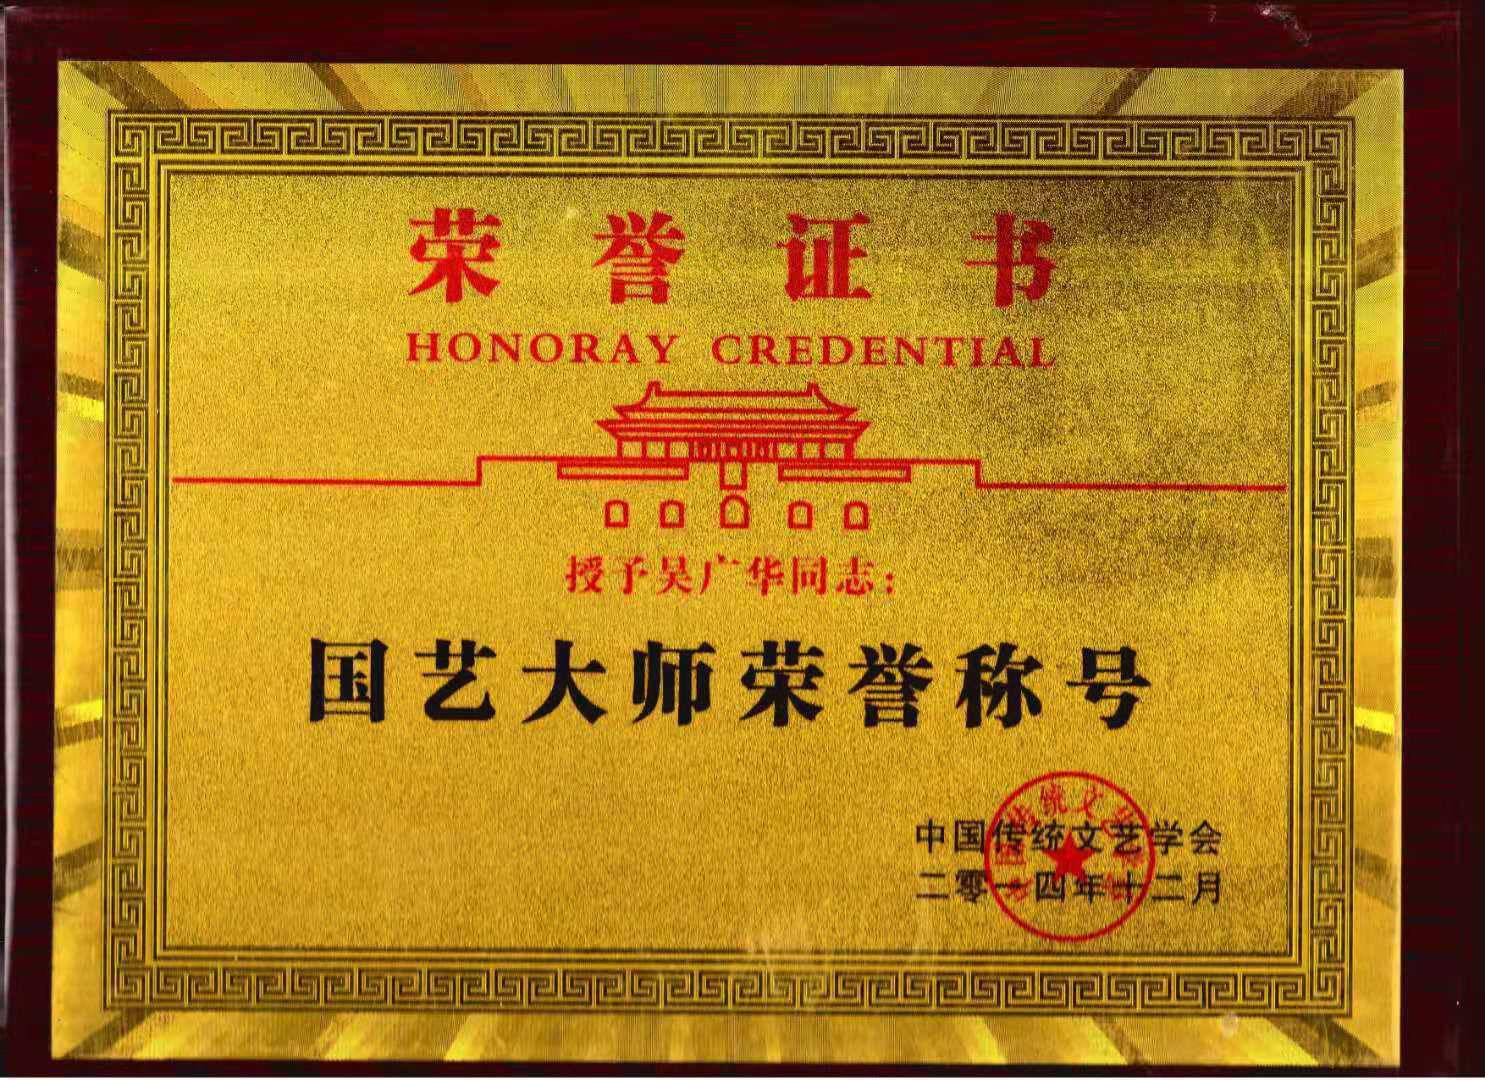 荣誉证书
HONORAY CREDENTIAL
授予吴广华同志:
国艺大师荣誉称号
中国传统文艺学会
二零一四年十二月